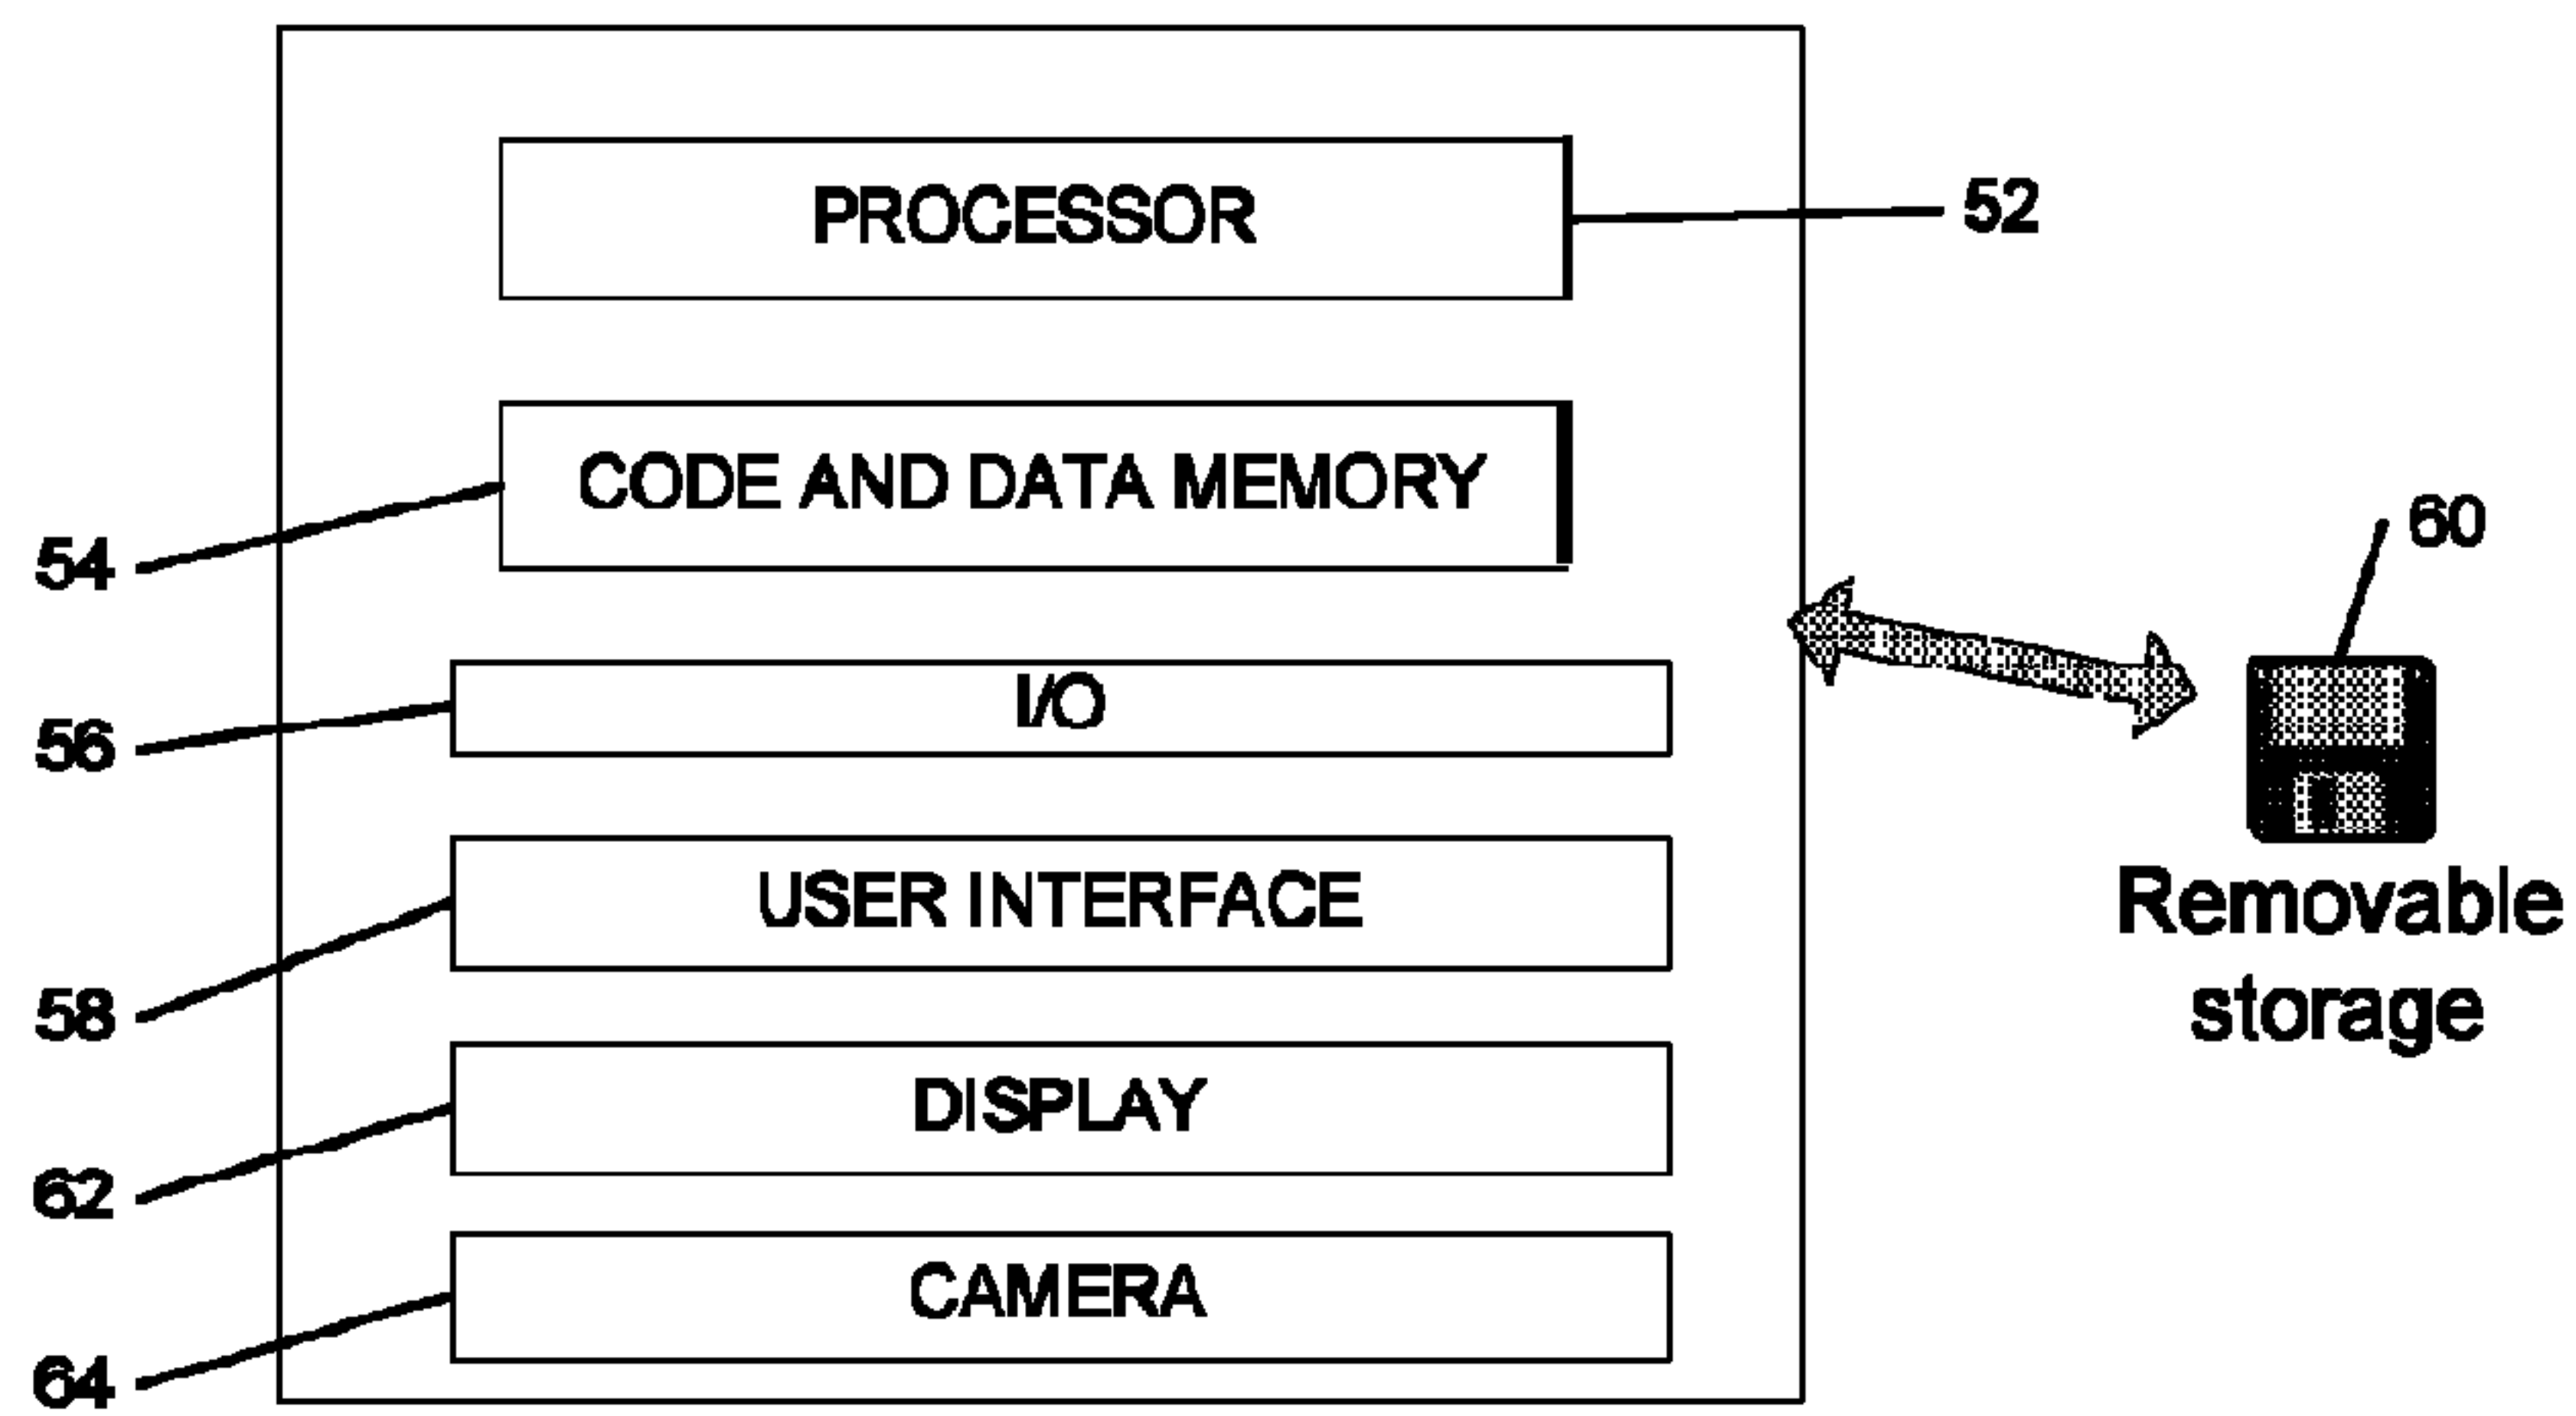 PROCESSOR
52
CODE AND DATA MEMORY
54
60
I/O
56
USER INTERFACE
58
Removable
storage
DISPLAY
62
CAMERA
64